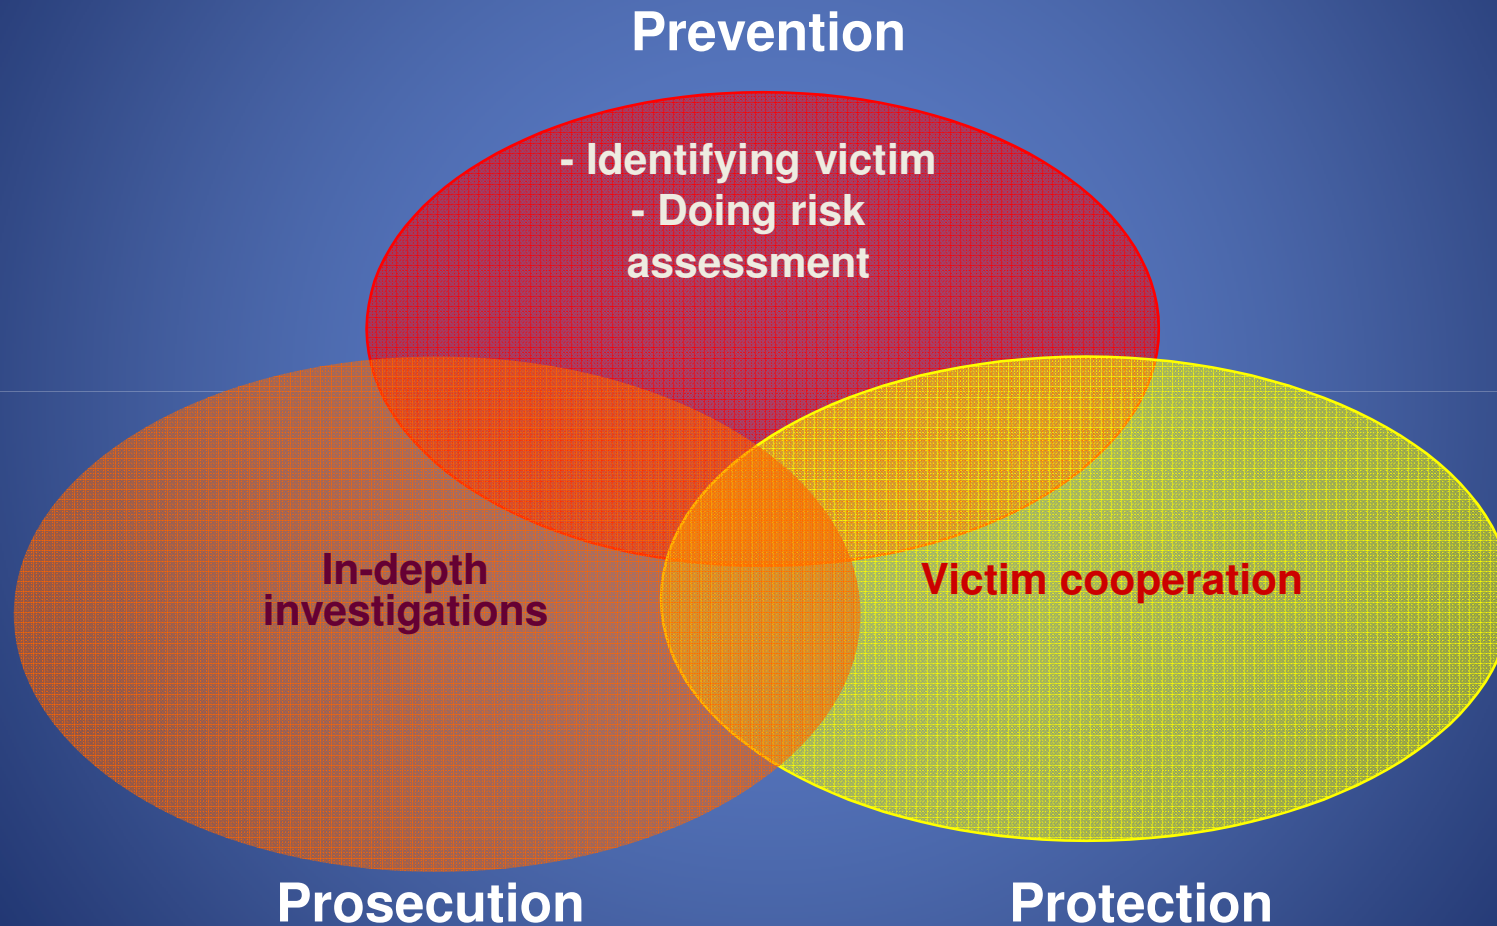 Prevention
- Identifying victim
- Doing risk
assessment
In-depth
investigations
Victim cooperation
Prosecution
Protection